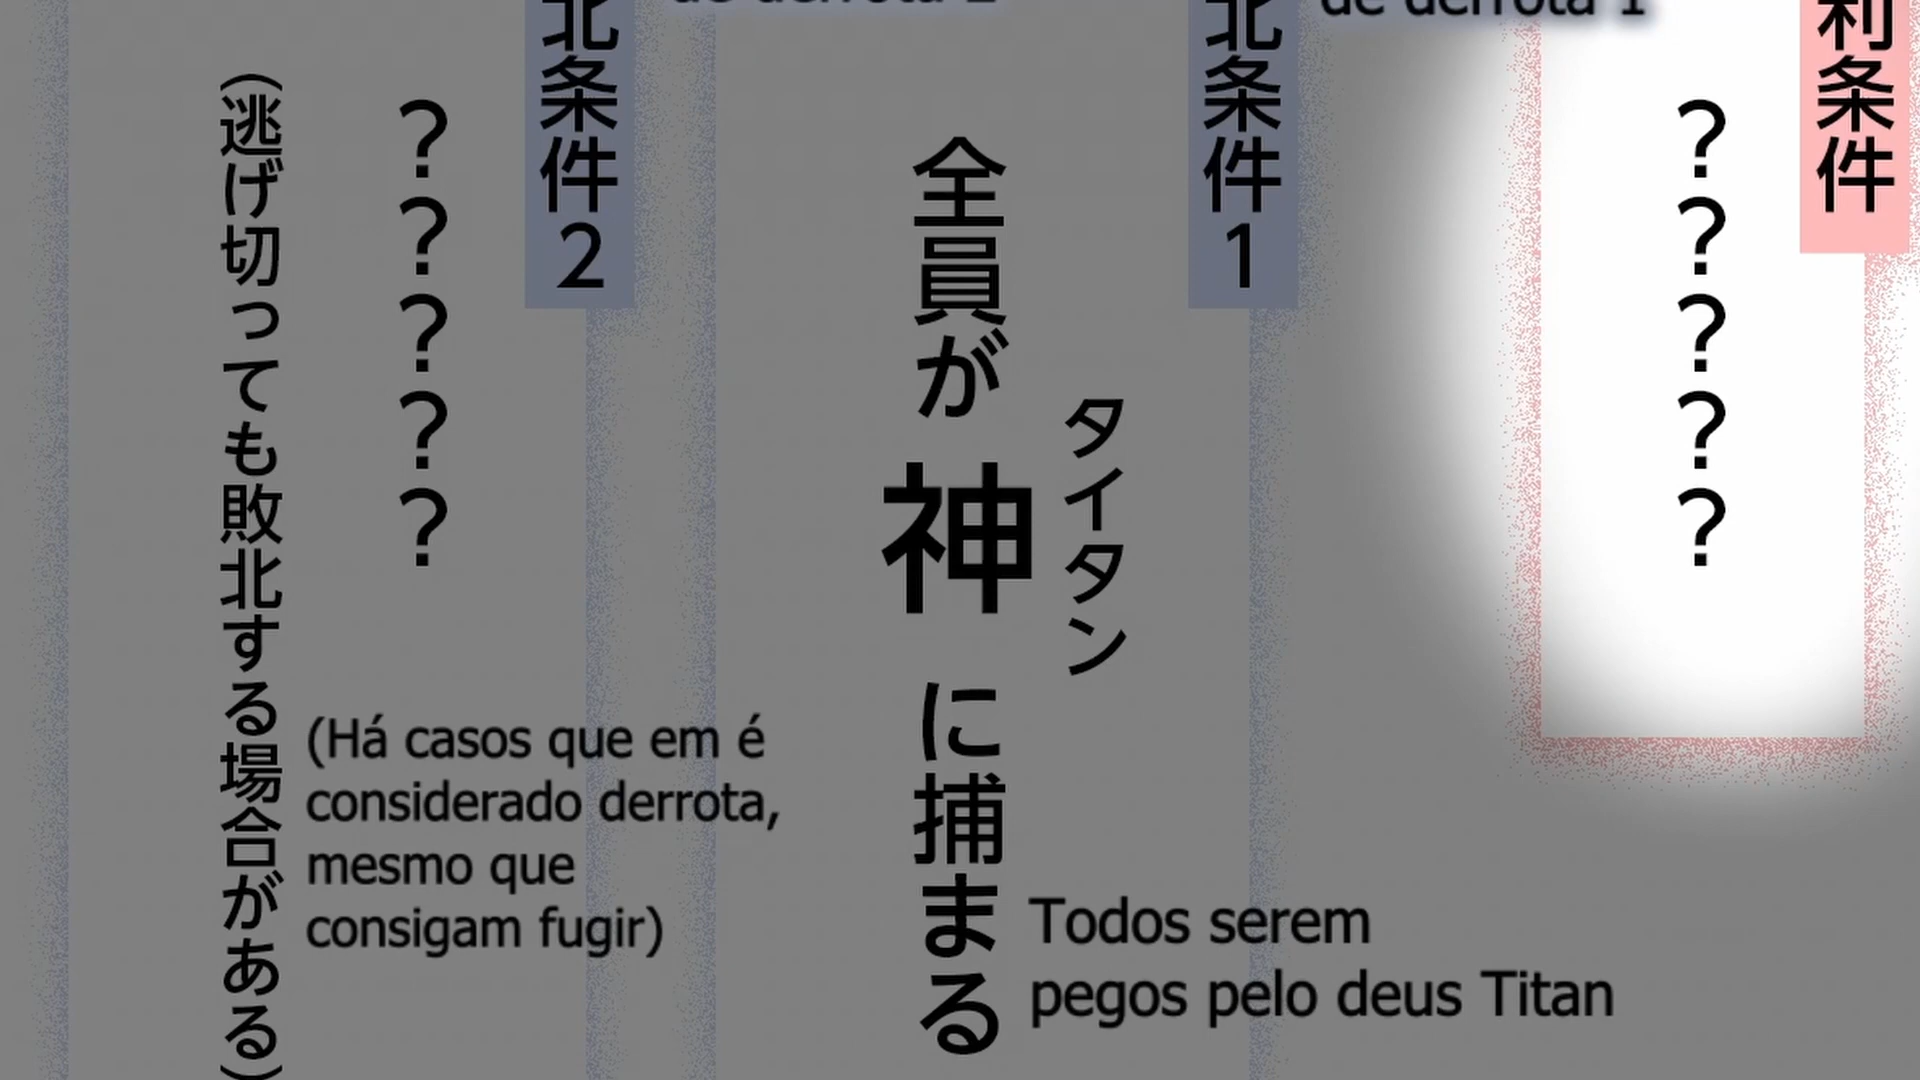 利条件
?????
de derrota 1
北条件1
タイタン
全員が神に捕まる
Todos serem
pegos pelo deus Titan
de derrota 2
北条件2
?????
(逃げ切っても敗北する場合がある)
(Há casos que em é
considerado derrota,
mesmo que
consigam fugir)